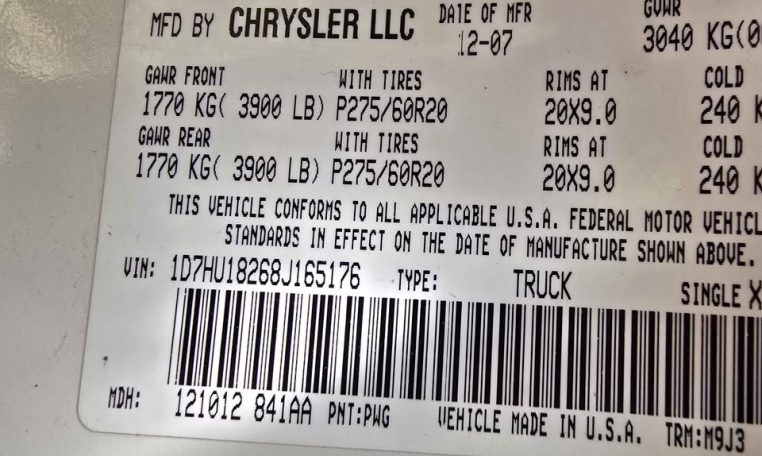 MFD BY CHRYSLER LLC DATE OF MFR GVWR
12-07 3040 KG(
GAWR FRONT WITH TIRES RIMS AT COLD
1770 KG( 3900 LB) P275/60R20 20X9.0 240 K
GAWR REAR WITH TIRES RIMS AT COLD
1770 KG( 3900 LB) P275/60R20 20X9.0 240 K
THIS VEHICLE CONFORMS TO ALL APPLICABLE U.S.A. FEDERAL MOTOR VEHICL
STANDARDS IN EFFECT ON THE DATE OF MANUFACTURE SHOWN ABOVE.
VIN: 1D7HU18268J165176 TYPE: TRUCK SINGLE X
MDH: 121012 841AA PNT:PWG VEHICLE MADE IN U.S.A. TRM:M9J3